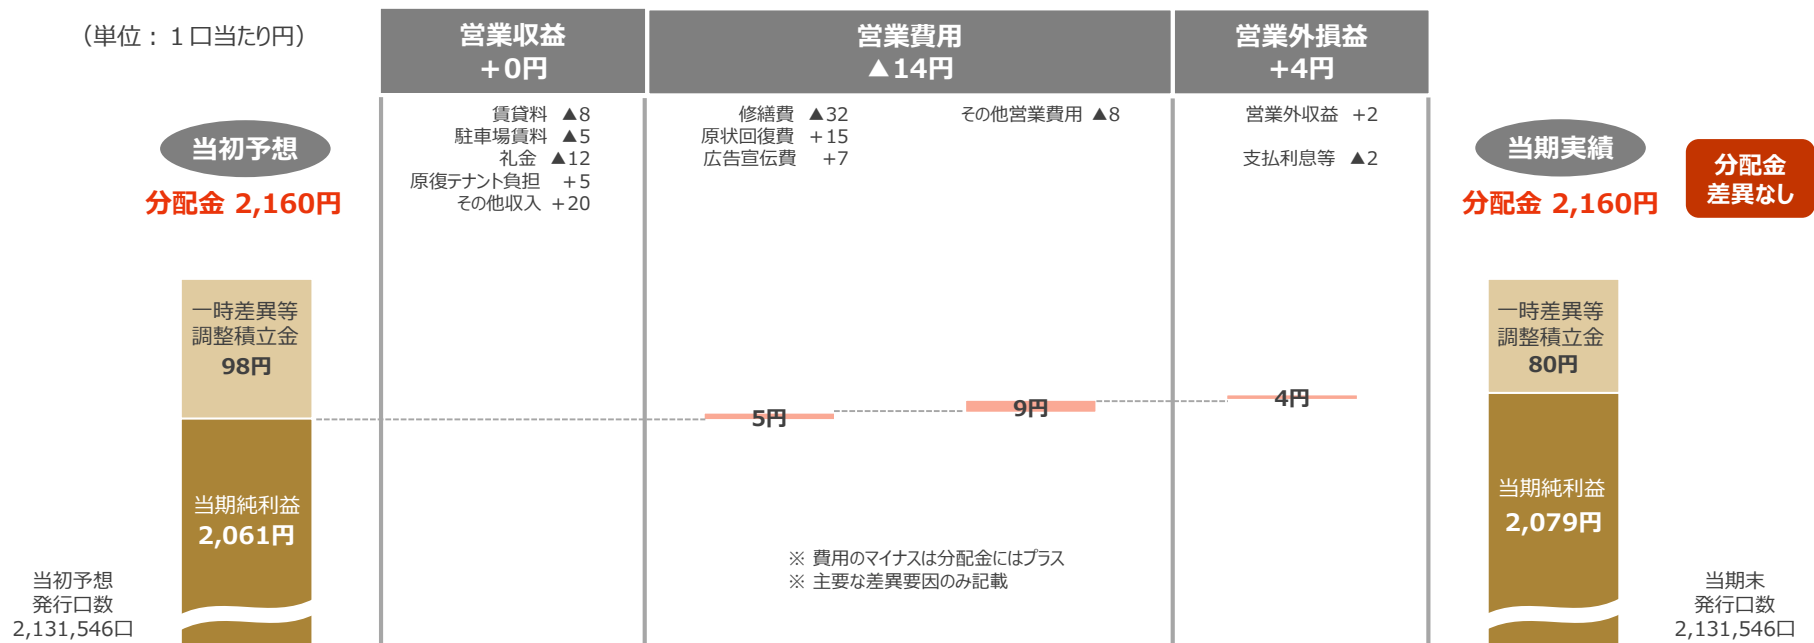 （単位：１口当たり円）
営業収益
+0円
営業費用
▲14円
営業外損益
+4円
賃貸料 ▲8
駐車場賃料 ▲5
礼金 ▲12
原復テナント負担 +5
その他収入 +20
修繕費 ▲32
原状回復費 +15
広告宣伝費 +7
その他営業費用 ▲8
営業外収益 +2
支払利息等 ▲2
当初予想
分配金 2,160円
当期実績
分配金 2,160円
分配金
差異なし
一時差異等
調整積立金
98円
当期純利益
2,061円
5円
9円
4円
一時差異等
調整積立金
80円
当期純利益
2,079円
※ 費用のマイナスは分配金にはプラス
※ 主要な差異要因のみ記載
当初予想
発行口数
2,131,546口
当期末
発行口数
2,131,546口